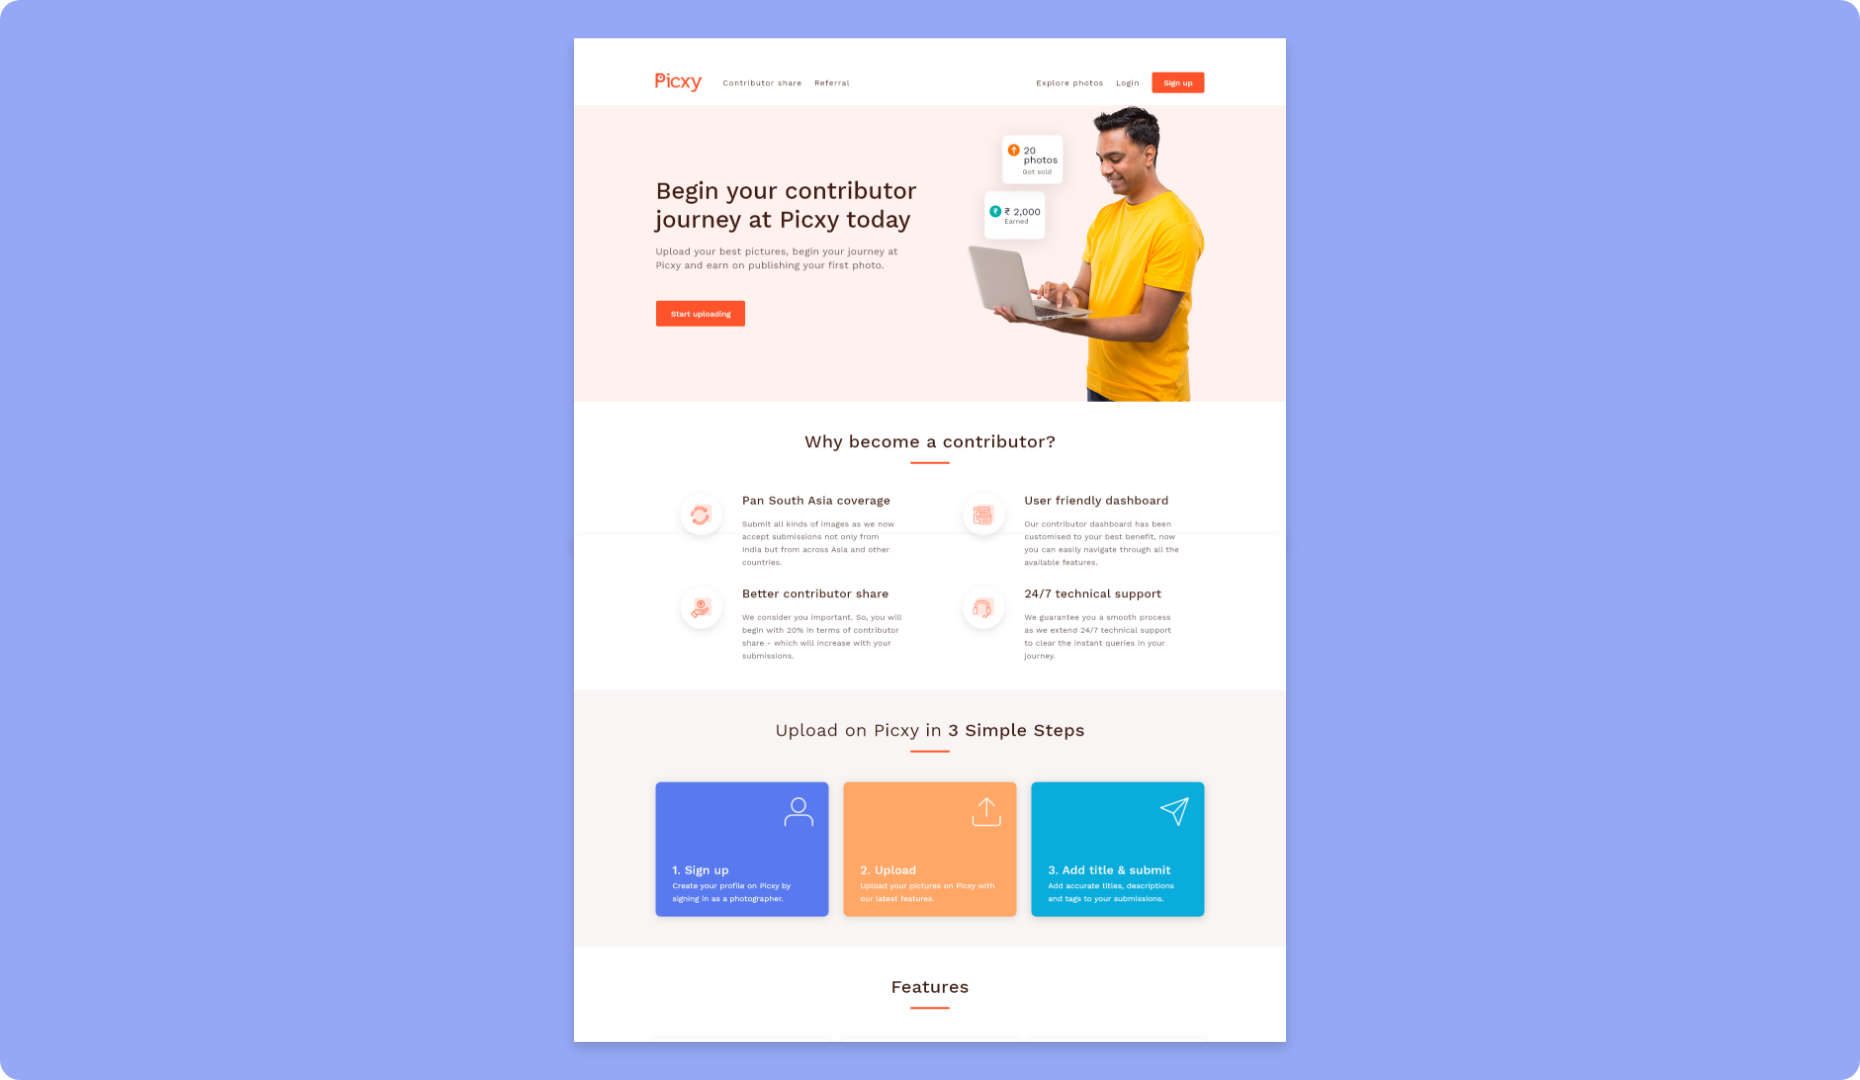 Picxy
Contributor share
Referral
Explore photos
Login
Sign up
Begin your contributor
journey at Picxy today
Upload your best pictures, begin your journey at
Picxy and earn on publishing your first photo.
Start uploading
20
photos
Got sold
₹ 2,000
Earned
Why become a contributor?
Pan South Asia coverage
Submit all kinds of images as we now
accept submissions not only from
India but from across Asia and other
countries.
User friendly dashboard
Our contributor dashboard has been
customised to your best benefit, now
you can easily navigate through all the
available features.
Better contributor share
We consider you important. So, you will
begin with 20% in terms of contributor
share - which will increase with your
submissions.
24/7 technical support
We guarantee you a smooth process
as we extend 24/7 technical support
to clear the instant queries in your
journey.
Upload on Picxy in 3 Simple Steps
1. Sign up
Create your profile on Picxy by
signing in as a photographer.
2. Upload
Upload your pictures on Picxy with
our latest features.
3. Add title & submit
Add accurate titles, descriptions
and tags to your submissions.
Features